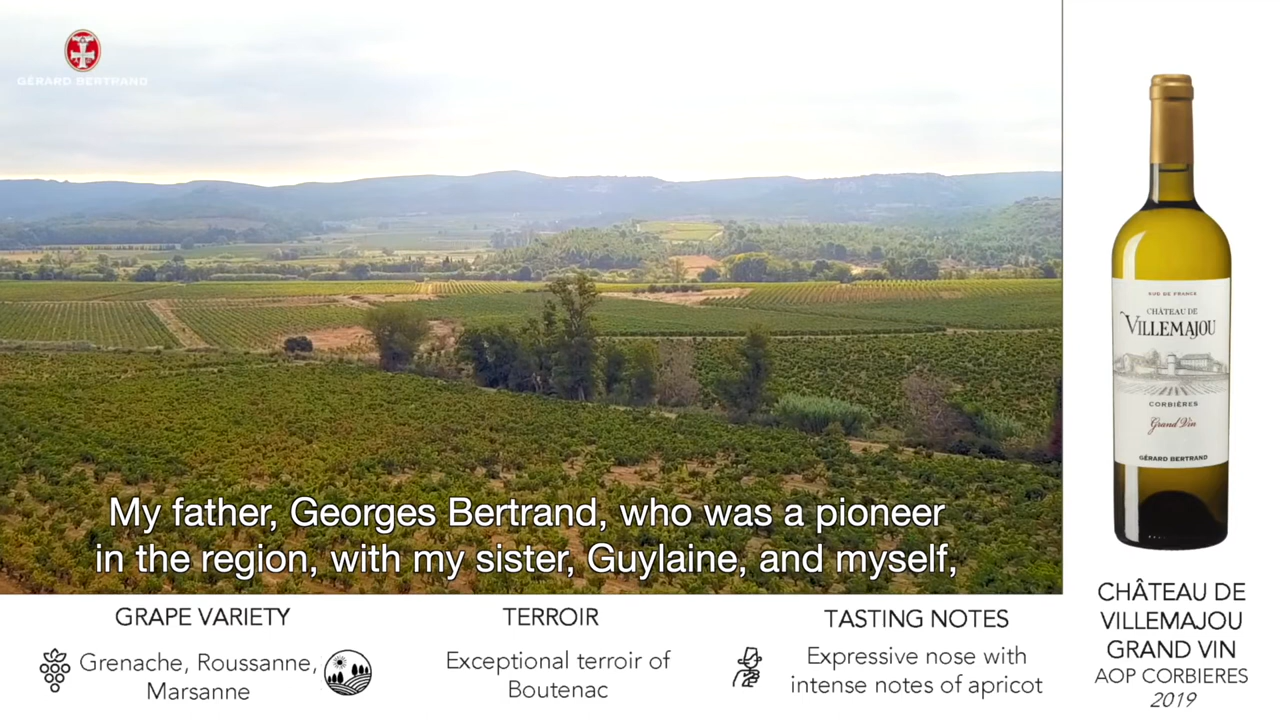 GÉRARD BERTRAND
My father, Georges Bertrand, who was a pioneer
in the region, with my sister, Guylaine, and myself,
GRAPE VARIETY
Grenache, Roussanne,
Marsanne
TERROIR
Exceptional terroir of
Boutenac
TASTING NOTES
Expressive nose with
intense notes of apricot
CHÂTEAU DE
VILLEMAJOU
CORBIÈRES
Grand Vin
GÉRARD BERTRAND
CHÂTEAU DE
VILLEMAJOU
GRAND VIN
AOP CORBIERES
2019